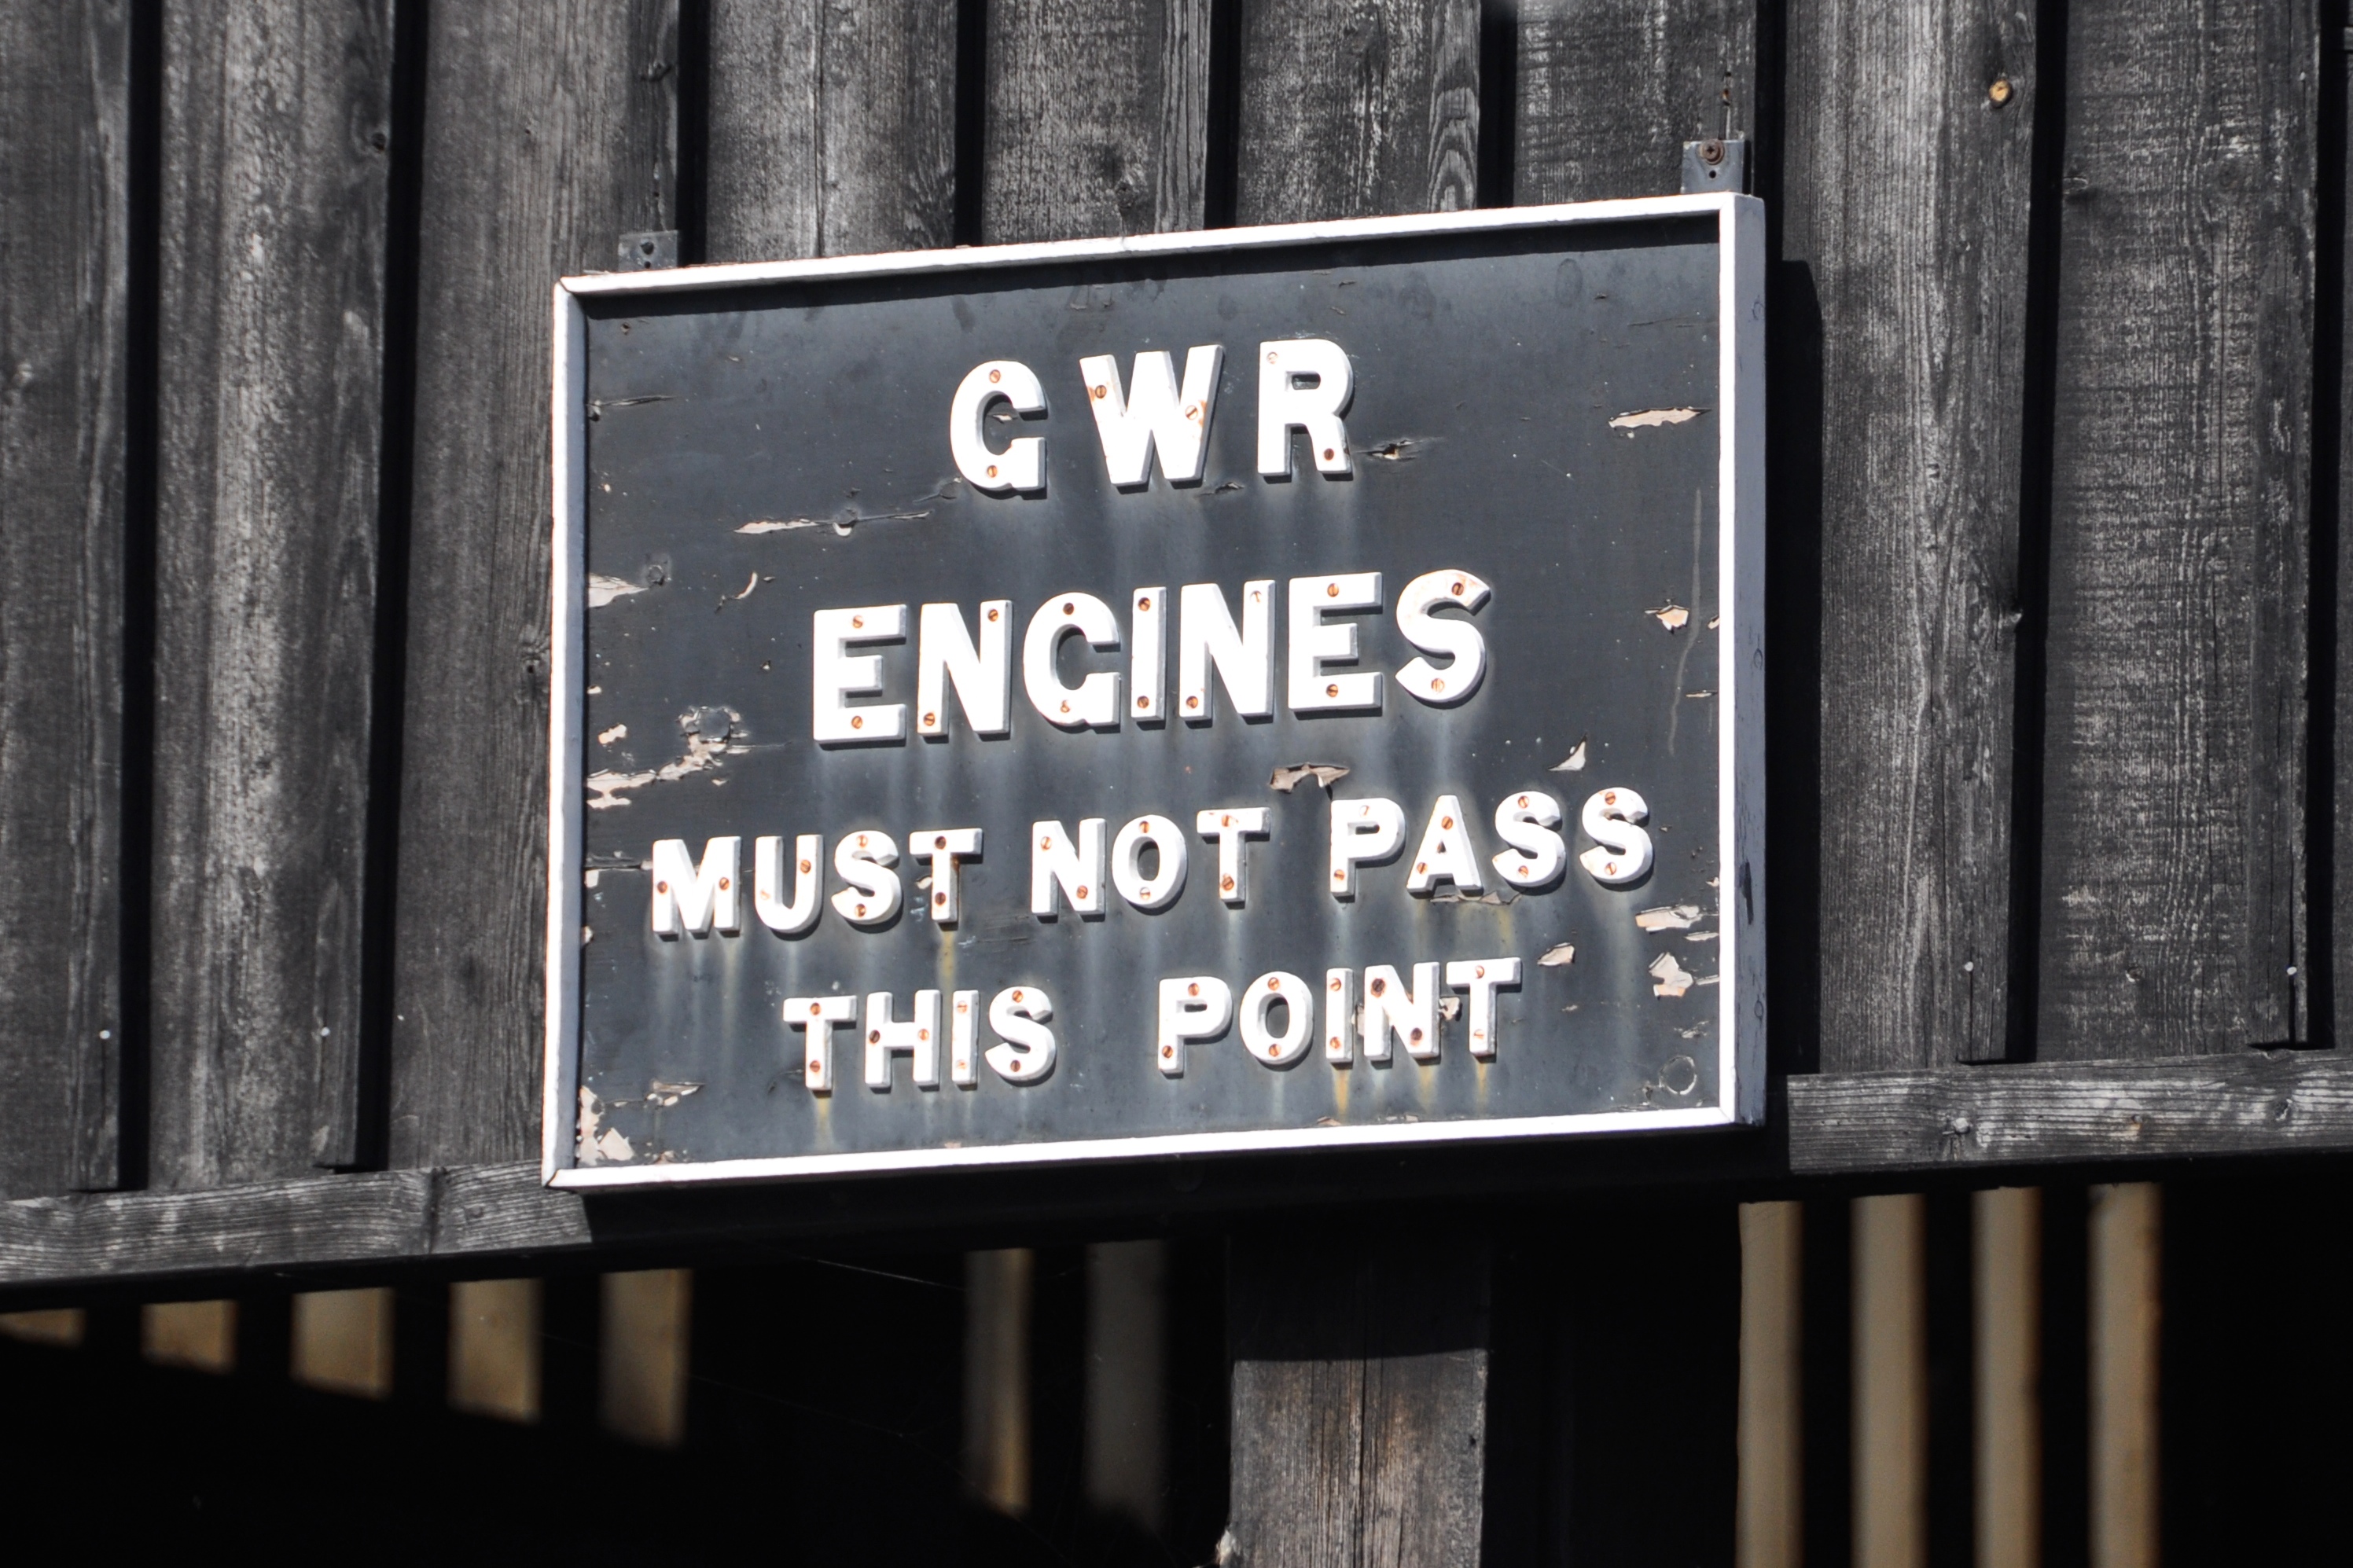 GWR
ENGINES
MUST NOT PASS
THIS POINT